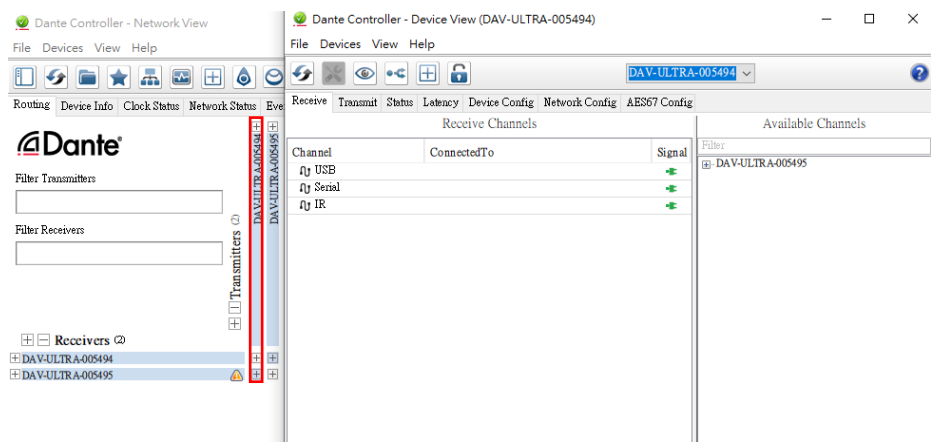 Dante Controller - Network View
File Devices View Help
Routing Device Info Clock Status Network Status Eve
Dante
Filter Transmitters
Filter Receivers
Transmitters (2)
DAV-ULTRA-005494
DAV-ULTRA-005495
Receivers (2)
DAV-ULTRA-005494
DAV-ULTRA-005495
Dante Controller - Device View (DAV-ULTRA-005494)
File Devices View Help
DAV-ULTRA-005494
Receive Transmit Status Latency Device Config Network Config AES67 Config
Receive Channels
Channel ConnectedTo Signal
USB
Serial
IR
Available Channels
Filter
DAV-ULTRA-005495